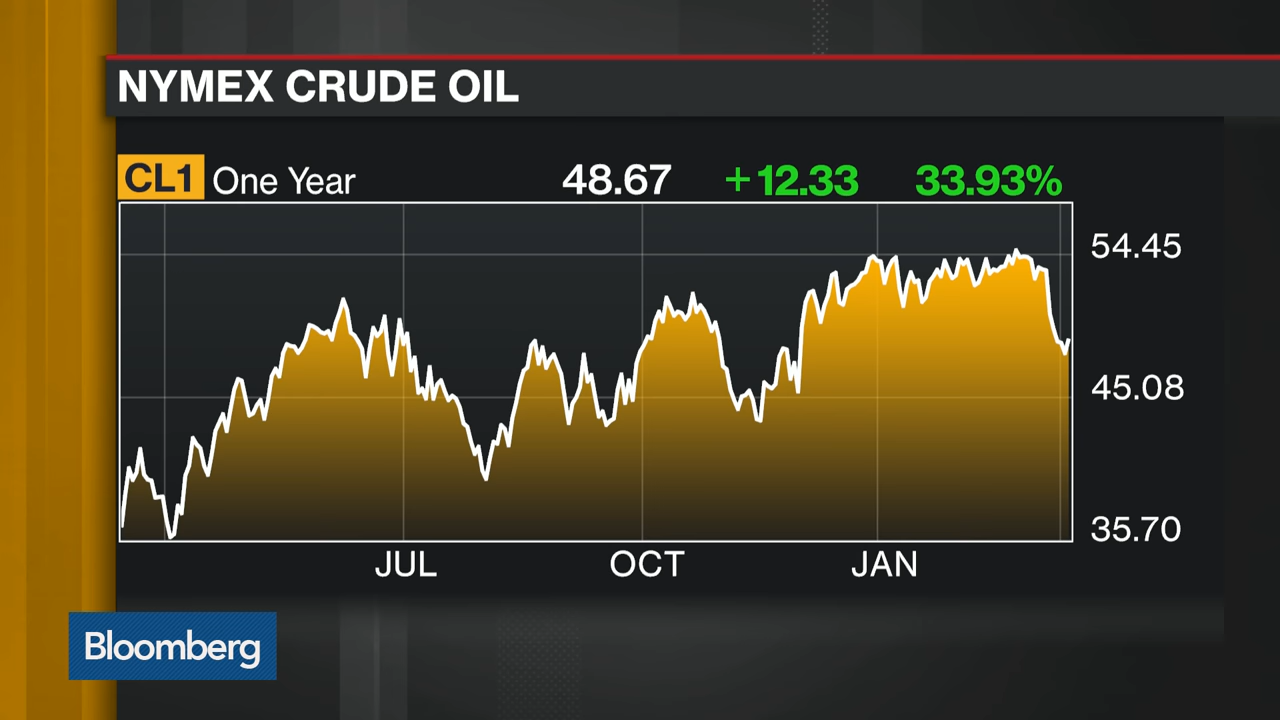 NYMEX CRUDE OIL
CL1 One Year 48.67 +12.33 33.93%
54.45
45.08
35.70
JUL OCT JAN
Bloomberg